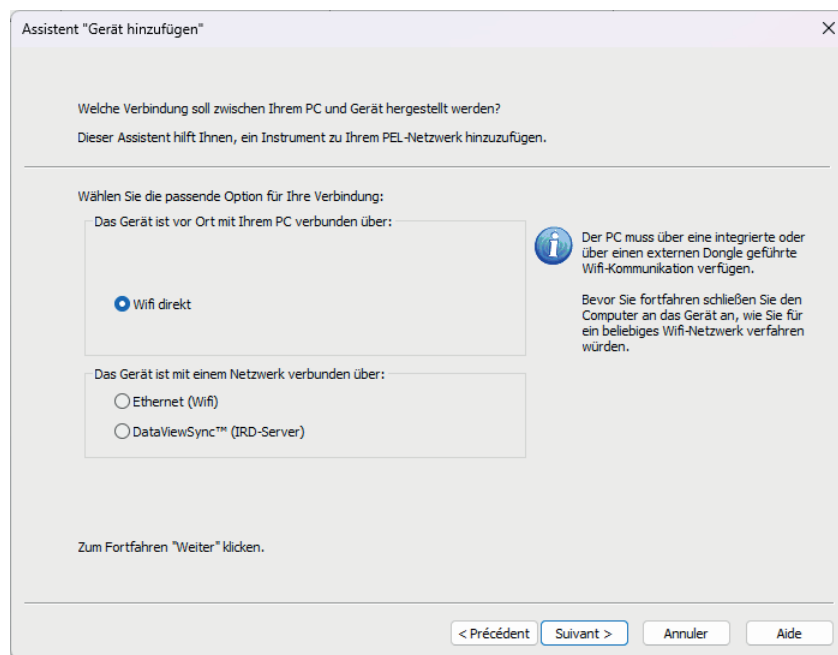 Assistent "Gerät hinzufügen"
Welche Verbindung soll zwischen Ihrem PC und Gerät hergestellt werden?
Dieser Assistent hilft Ihnen, ein Instrument zu Ihrem PEL-Netzwerk hinzuzufügen.
Wählen Sie die passende Option für Ihre Verbindung:
Das Gerät ist vor Ort mit Ihrem PC verbunden über:
Wifi direkt
Der PC muss über eine integrierte oder
über einen externen Dongle geführte
Wifi-Kommunikation verfügen.
Bevor Sie fortfahren schließen Sie den
Computer an das Gerät an, wie Sie für
ein beliebiges Wifi-Netzwerk verfahren
würden.
Das Gerät ist mit einem Netzwerk verbunden über:
Ethernet (Wifi)
DataViewSync™ (IRD-Server)
Zum Fortfahren "Weiter" klicken.
< Précédent Suivant > Annuler Aide